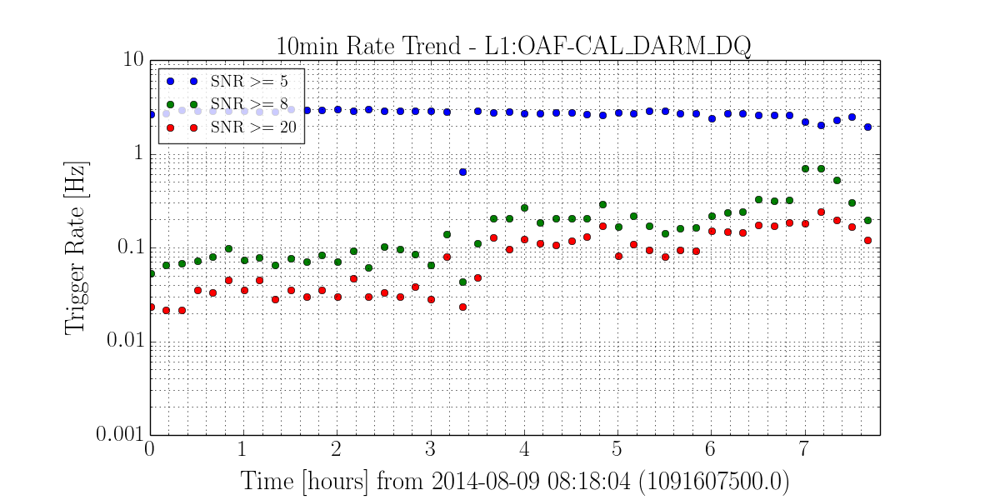 10min Rate Trend - L1:OAF-CAL_DARM_DQ
10
1
0.1
0.01
0.001
Trigger Rate [Hz]
SNR >= 5
SNR >= 8
SNR >= 20
0 1 2 3 4 5 6 7
Time [hours] from 2014-08-09 08:18:04 (1091607500.0)